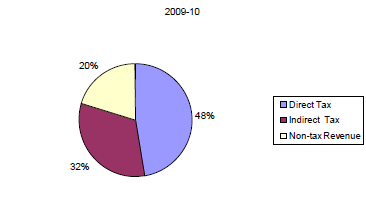 2009-10
20%
48%
32%
Direct Tax
Indirect Tax
Non-tax Revenue